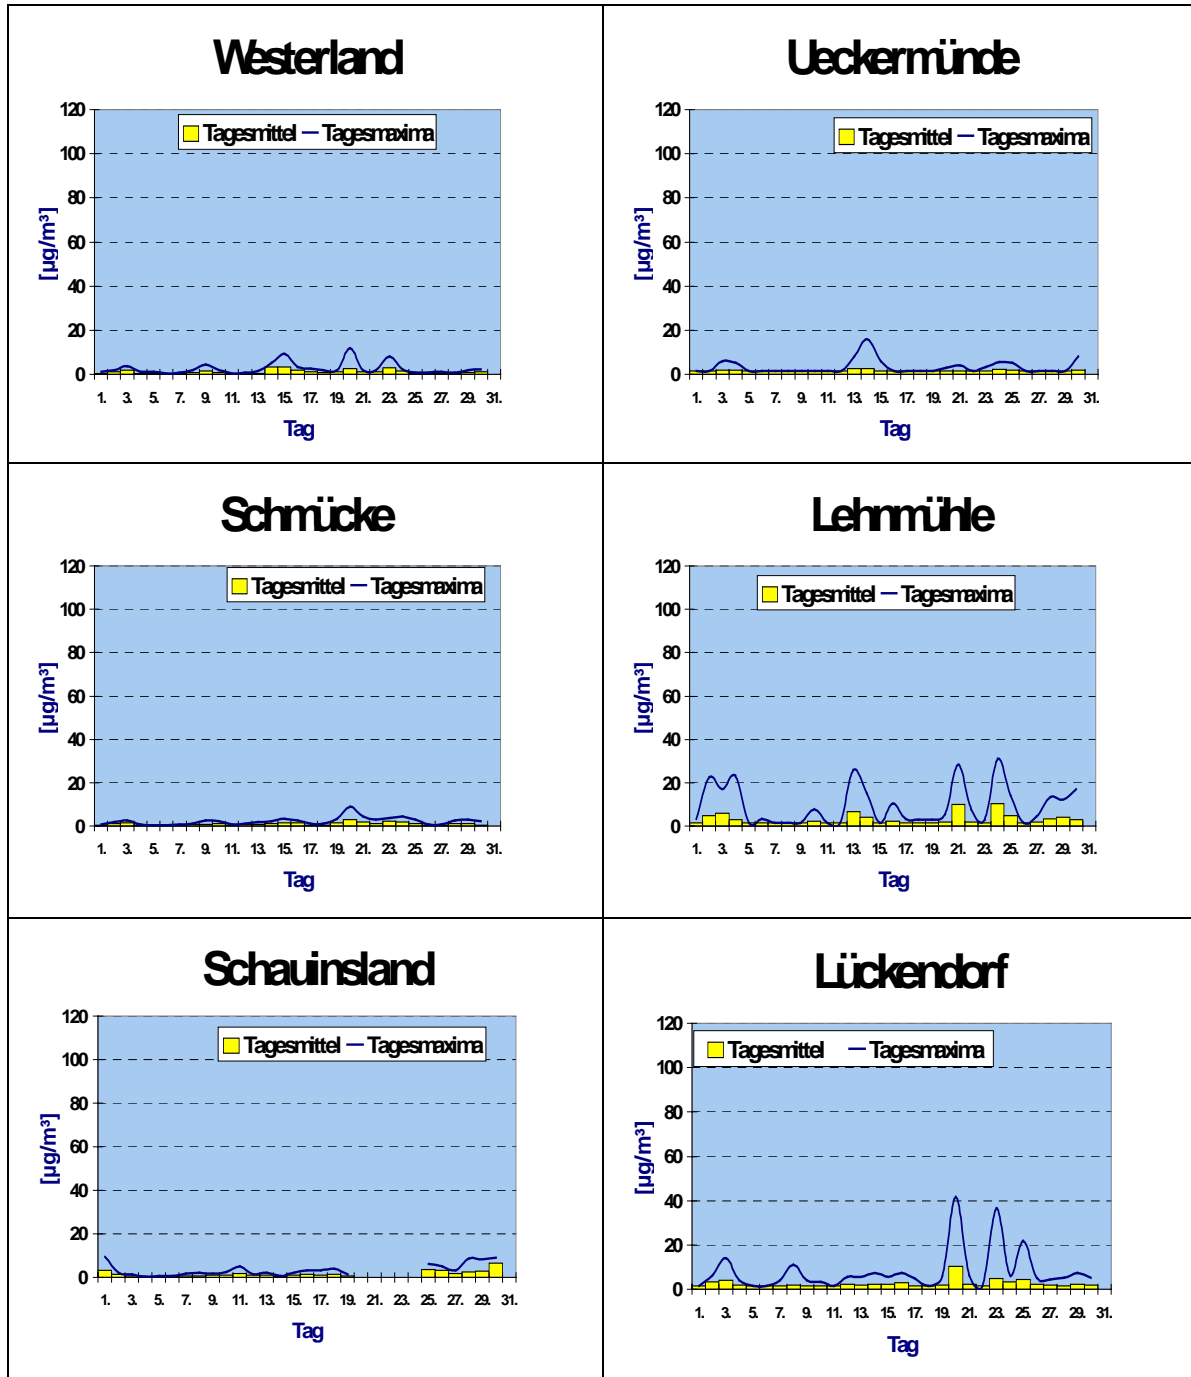 Westerland
120
Tagesmittel Tagesmaxima
100
80
60
40
20
0
[µg/m³]
1. 3. 5. 7. 9. 11. 13. 15. 17. 19. 21. 23. 25. 27. 29. 31.
Tag
Ueckermünde
120
Tagesmittel Tagesmaxima
100
80
60
40
20
0
[µg/m³]
1. 3. 5. 7. 9. 11. 13. 15. 17. 19. 21. 23. 25. 27. 29. 31.
Tag
Schmücke
120
Tagesmittel Tagesmaxima
100
80
60
40
20
0
[µg/m³]
1. 3. 5. 7. 9. 11. 13. 15. 17. 19. 21. 23. 25. 27. 29. 31.
Tag
Lehnmühle
120
Tagesmittel Tagesmaxima
100
80
60
40
20
0
[µg/m³]
1. 3. 5. 7. 9. 11. 13. 15. 17. 19. 21. 23. 25. 27. 29. 31.
Tag
Schauinsland
120
Tagesmittel Tagesmaxima
100
80
60
40
20
0
[µg/m³]
1. 3. 5. 7. 9. 11. 13. 15. 17. 19. 21. 23. 25. 27. 29. 31.
Tag
Lückendorf
120
Tagesmittel Tagesmaxima
100
80
60
40
20
0
[µg/m³]
1. 3. 5. 7. 9. 11. 13. 15. 17. 19. 21. 23. 25. 27. 29. 31.
Tag